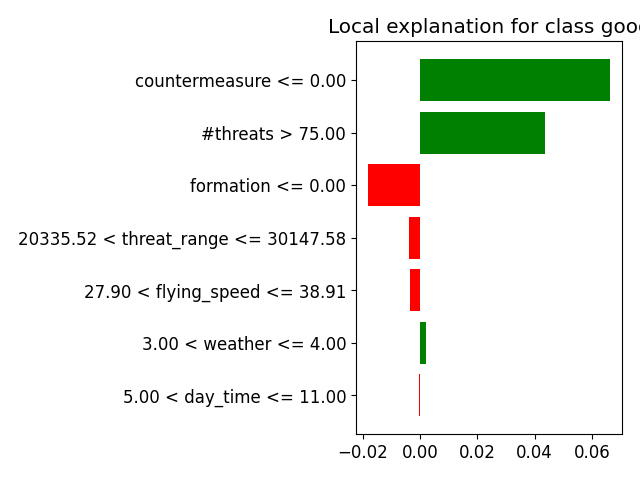 Local explanation for class good
countermeasure <= 0.00
#threats > 75.00
formation <= 0.00
20335.52 < threat_range <= 30147.58
27.90 < flying_speed <= 38.91
3.00 < weather <= 4.00
5.00 < day_time <= 11.00
−0.02 0.00 0.02 0.04 0.06